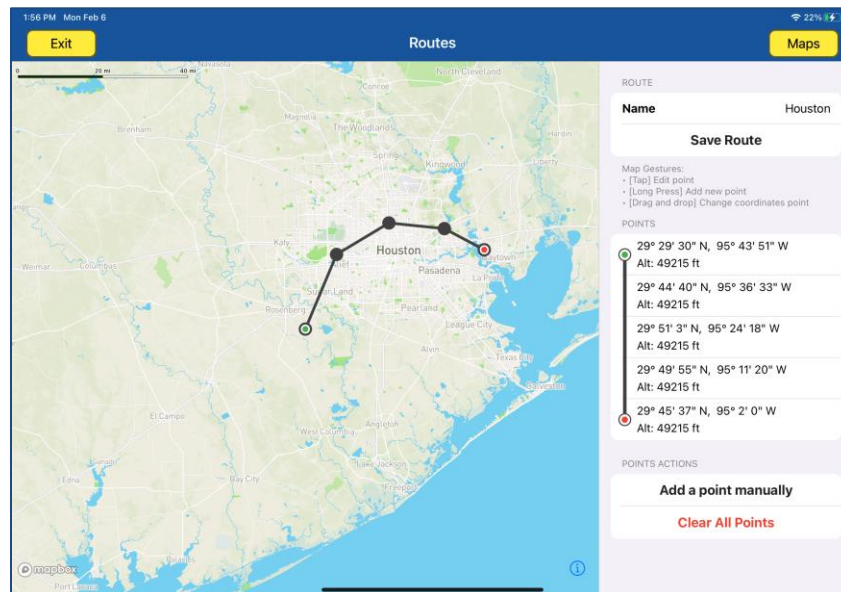 1:56 PM Mon Feb 6
22%
Exit
Routes
Maps
0 20 mi 40 mi
Navasota
North Cleveland
Conroe
Magnolia
Brenham
The Woodlands
Hardin
Spring
Kingwood
Liberty
Katy
Houston
Baytown
Weimar
Columbus
Pasadena
La Porte
Sugar Land
Rosenberg
Pearland
League City
Alvin
Texas City
Galveston
El Campo
Angleton
West Columbia
Lake Jackson
Edna
Bay City
Freeport
Palacios
Port Lavaca
mapbox
ROUTE
Name Houston
Save Route
Map Gestures:
- [Tap] Edit point
- [Long Press] Add new point
- [Drag and drop] Change coordinates point
POINTS
29° 29' 30" N, 95° 43' 51" W
Alt: 49215 ft
29° 44' 40" N, 95° 36' 33" W
Alt: 49215 ft
29° 51' 3" N, 95° 24' 18" W
Alt: 49215 ft
29° 49' 55" N, 95° 11' 20" W
Alt: 49215 ft
29° 45' 37" N, 95° 2' 0" W
Alt: 49215 ft
POINTS ACTIONS
Add a point manually
Clear All Points